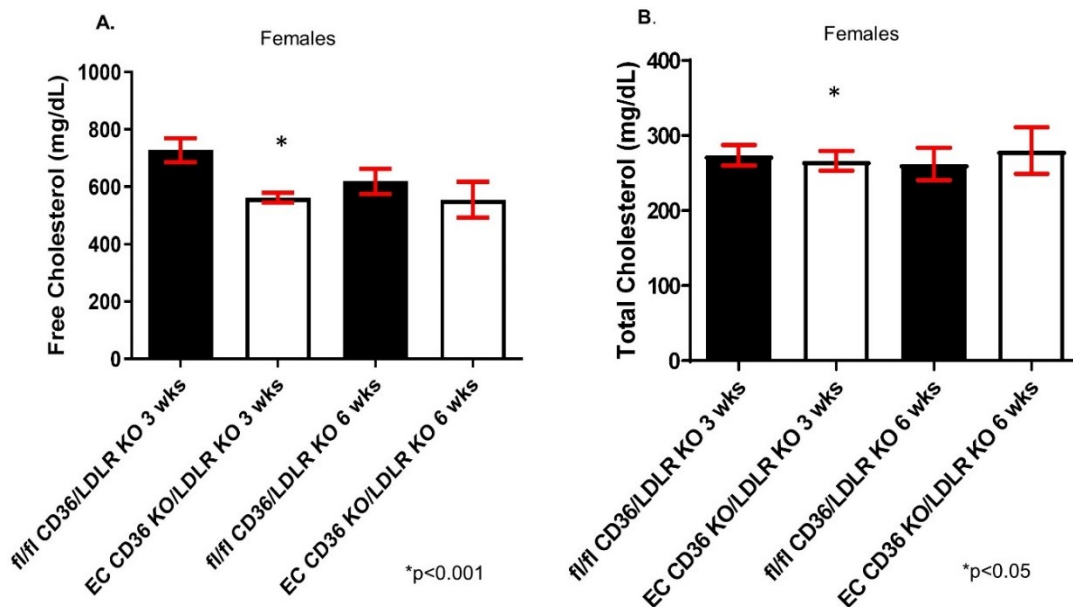 A.
Females
Free Cholesterol (mg/dL)
1000
800
600
400
200
0
*
fl/fl CD36/LDLR KO 3 wks
EC CD36 KO/LDLR KO 3 wks
fl/fl CD36/LDLR KO 6 wks
EC CD36 KO/LDLR KO 6 wks
*p<0.001
B.
Females
Total Cholesterol (mg/dL)
400
300
200
100
0
*
fl/fl CD36/LDLR KO 3 wks
EC CD36 KO/LDLR KO 3 wks
fl/fl CD36/LDLR KO 6 wks
EC CD36 KO/LDLR KO 6 wks
*p<0.05